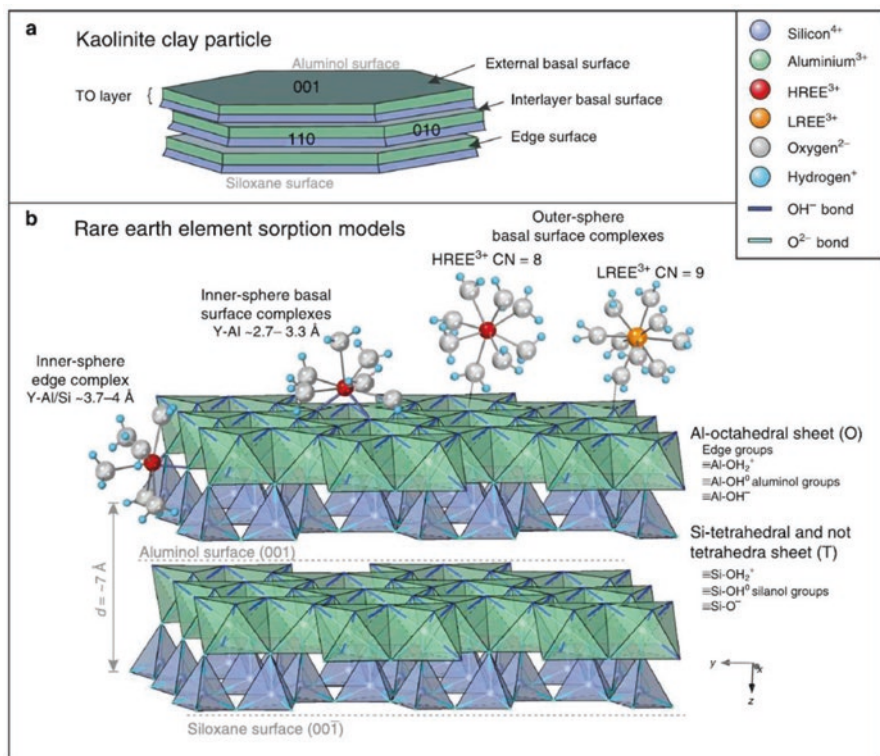 a Kaolinite clay particle
Aluminol surface
External basal surface
001
TO layer {
Interlayer basal surface
110
010
Edge surface
Siloxane surface
Silicon⁴⁺
Aluminium³⁺
HREE³⁺
LREE³⁺
Oxygen²⁻
Hydrogen⁺
OH⁻ bond
O²⁻ bond
b Rare earth element sorption models
Outer-sphere
basal surface complexes
HREE³⁺ CN = 8
LREE³⁺ CN = 9
Inner-sphere basal
surface complexes
Y-Al ~2.7– 3.3 Å
Inner-sphere
edge complex
Y-Al/Si ~3.7–4 Å
Al-octahedral sheet (O)
Edge groups
≡Al-OH₂⁺
≡Al-OH⁰ aluminol groups
≡Al-OH⁻
Si-tetrahedral and not
tetrahedra sheet (T)
≡Si-OH₂⁺
≡Si-OH⁰ silanol groups
≡Si-O⁻
Aluminol surface (001)
d = ~7 Å
Siloxane surface (001̄)
y
x
z